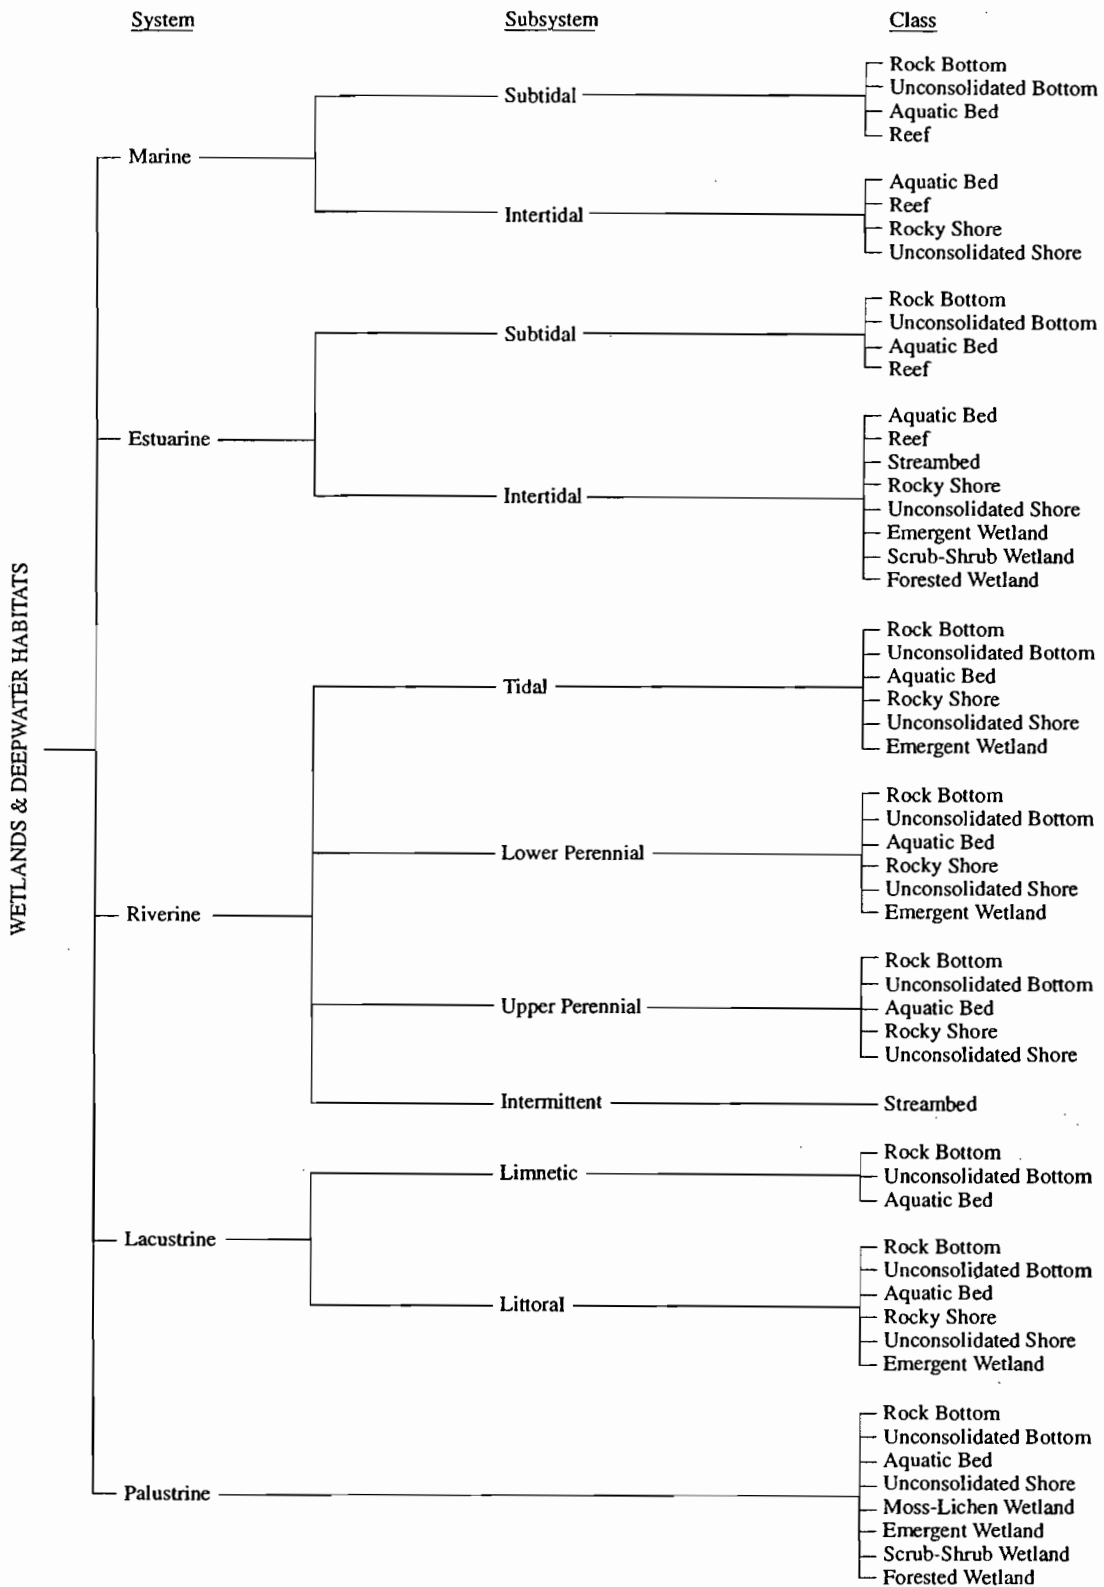 System Subsystem Class
WETLANDS & DEEPWATER HABITATS
Marine
Subtidal
Rock Bottom
Unconsolidated Bottom
Aquatic Bed
Reef
Intertidal
Aquatic Bed
Reef
Rocky Shore
Unconsolidated Shore
Estuarine
Subtidal
Rock Bottom
Unconsolidated Bottom
Aquatic Bed
Reef
Intertidal
Aquatic Bed
Reef
Streambed
Rocky Shore
Unconsolidated Shore
Emergent Wetland
Scrub-Shrub Wetland
Forested Wetland
Riverine
Tidal
Rock Bottom
Unconsolidated Bottom
Aquatic Bed
Rocky Shore
Unconsolidated Shore
Emergent Wetland
Lower Perennial
Rock Bottom
Unconsolidated Bottom
Aquatic Bed
Rocky Shore
Unconsolidated Shore
Emergent Wetland
Upper Perennial
Rock Bottom
Unconsolidated Bottom
Aquatic Bed
Rocky Shore
Unconsolidated Shore
Intermittent
Streambed
Lacustrine
Limnetic
Rock Bottom
Unconsolidated Bottom
Aquatic Bed
Littoral
Rock Bottom
Unconsolidated Bottom
Aquatic Bed
Rocky Shore
Unconsolidated Shore
Emergent Wetland
Palustrine
Rock Bottom
Unconsolidated Bottom
Aquatic Bed
Unconsolidated Shore
Moss-Lichen Wetland
Emergent Wetland
Scrub-Shrub Wetland
Forested Wetland